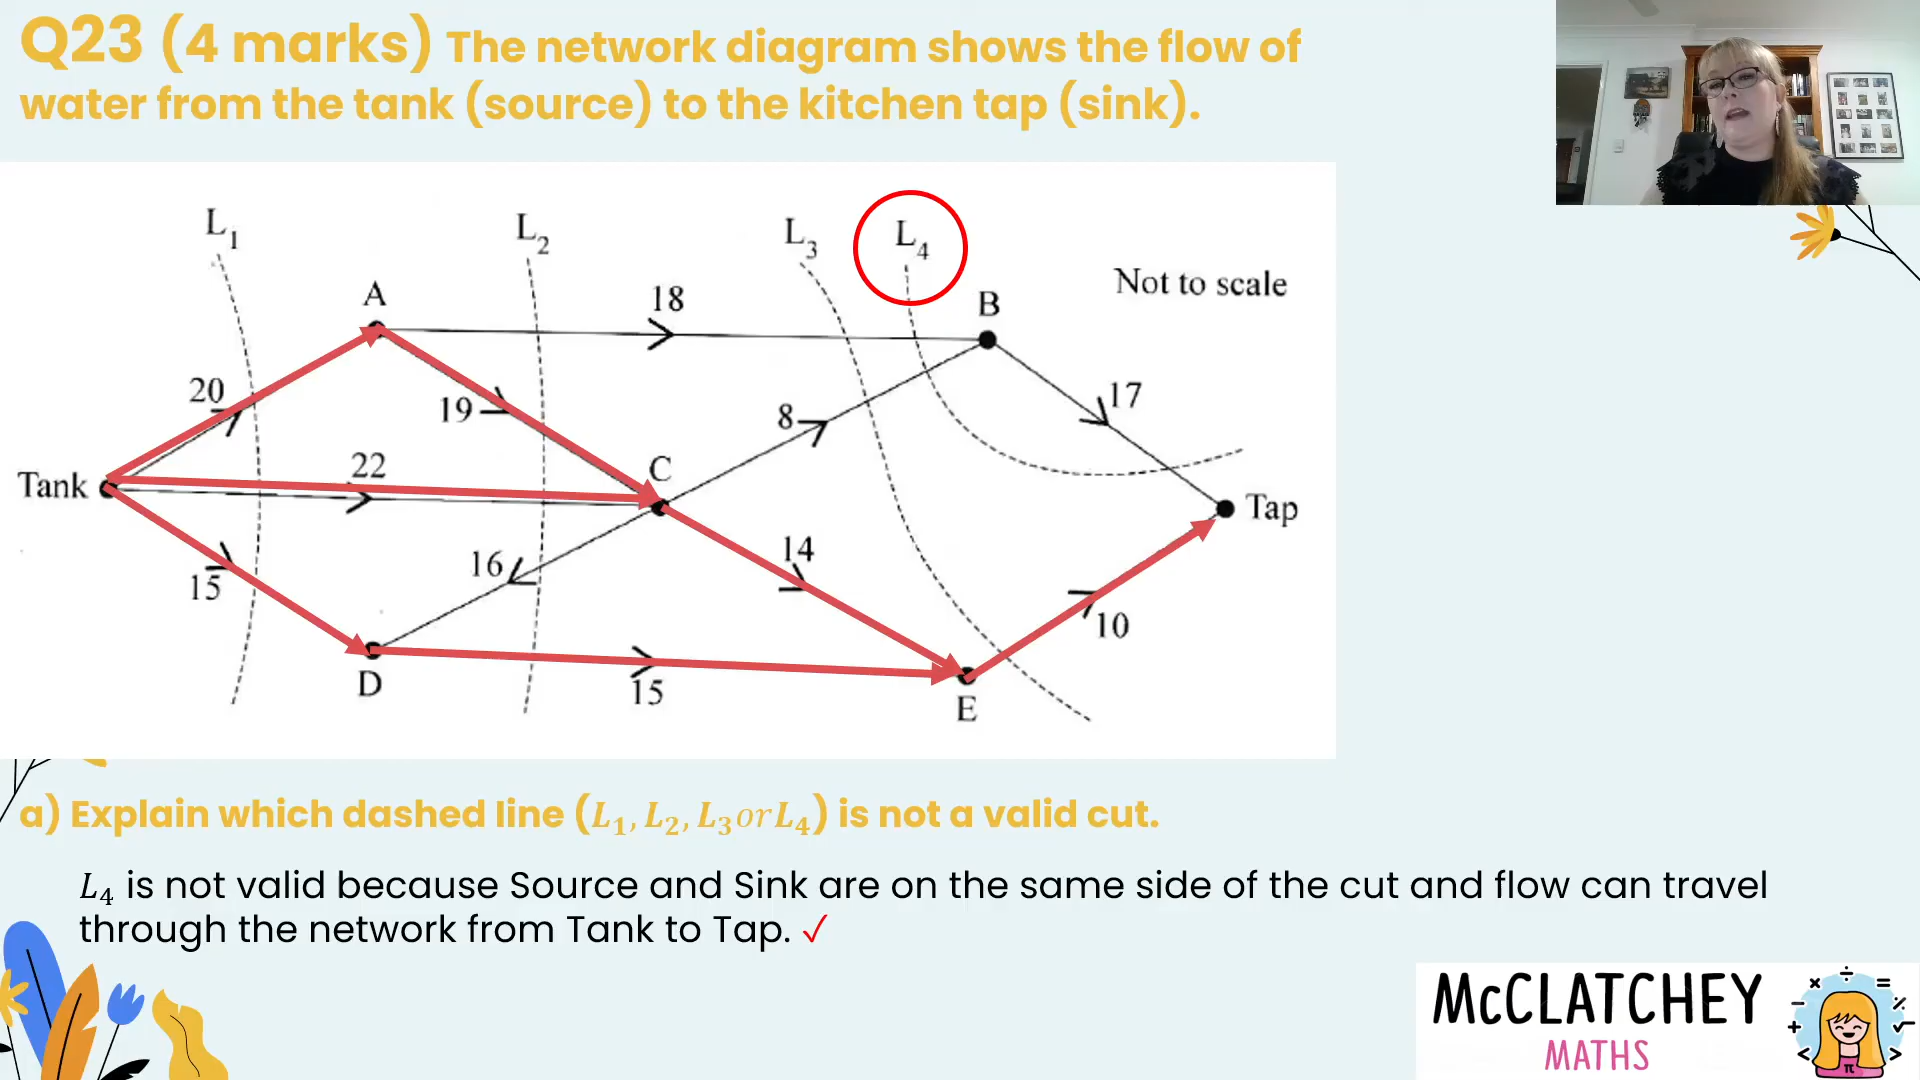 Q23 (4 marks) The network diagram shows the flow of
water from the tank (source) to the kitchen tap (sink).
L1
L2
L3
L4
Not to scale
A
18
B
20
19
8
17
22
C
Tank
Tap
15
16
14
10
D
15
E
a) Explain which dashed line (L1, L2, L3 or L4) is not a valid cut.
L4 is not valid because Source and Sink are on the same side of the cut and flow can travel
through the network from Tank to Tap. ✓
McCLATCHEY
MATHS
× ÷ =
− %
+ √
< >
π